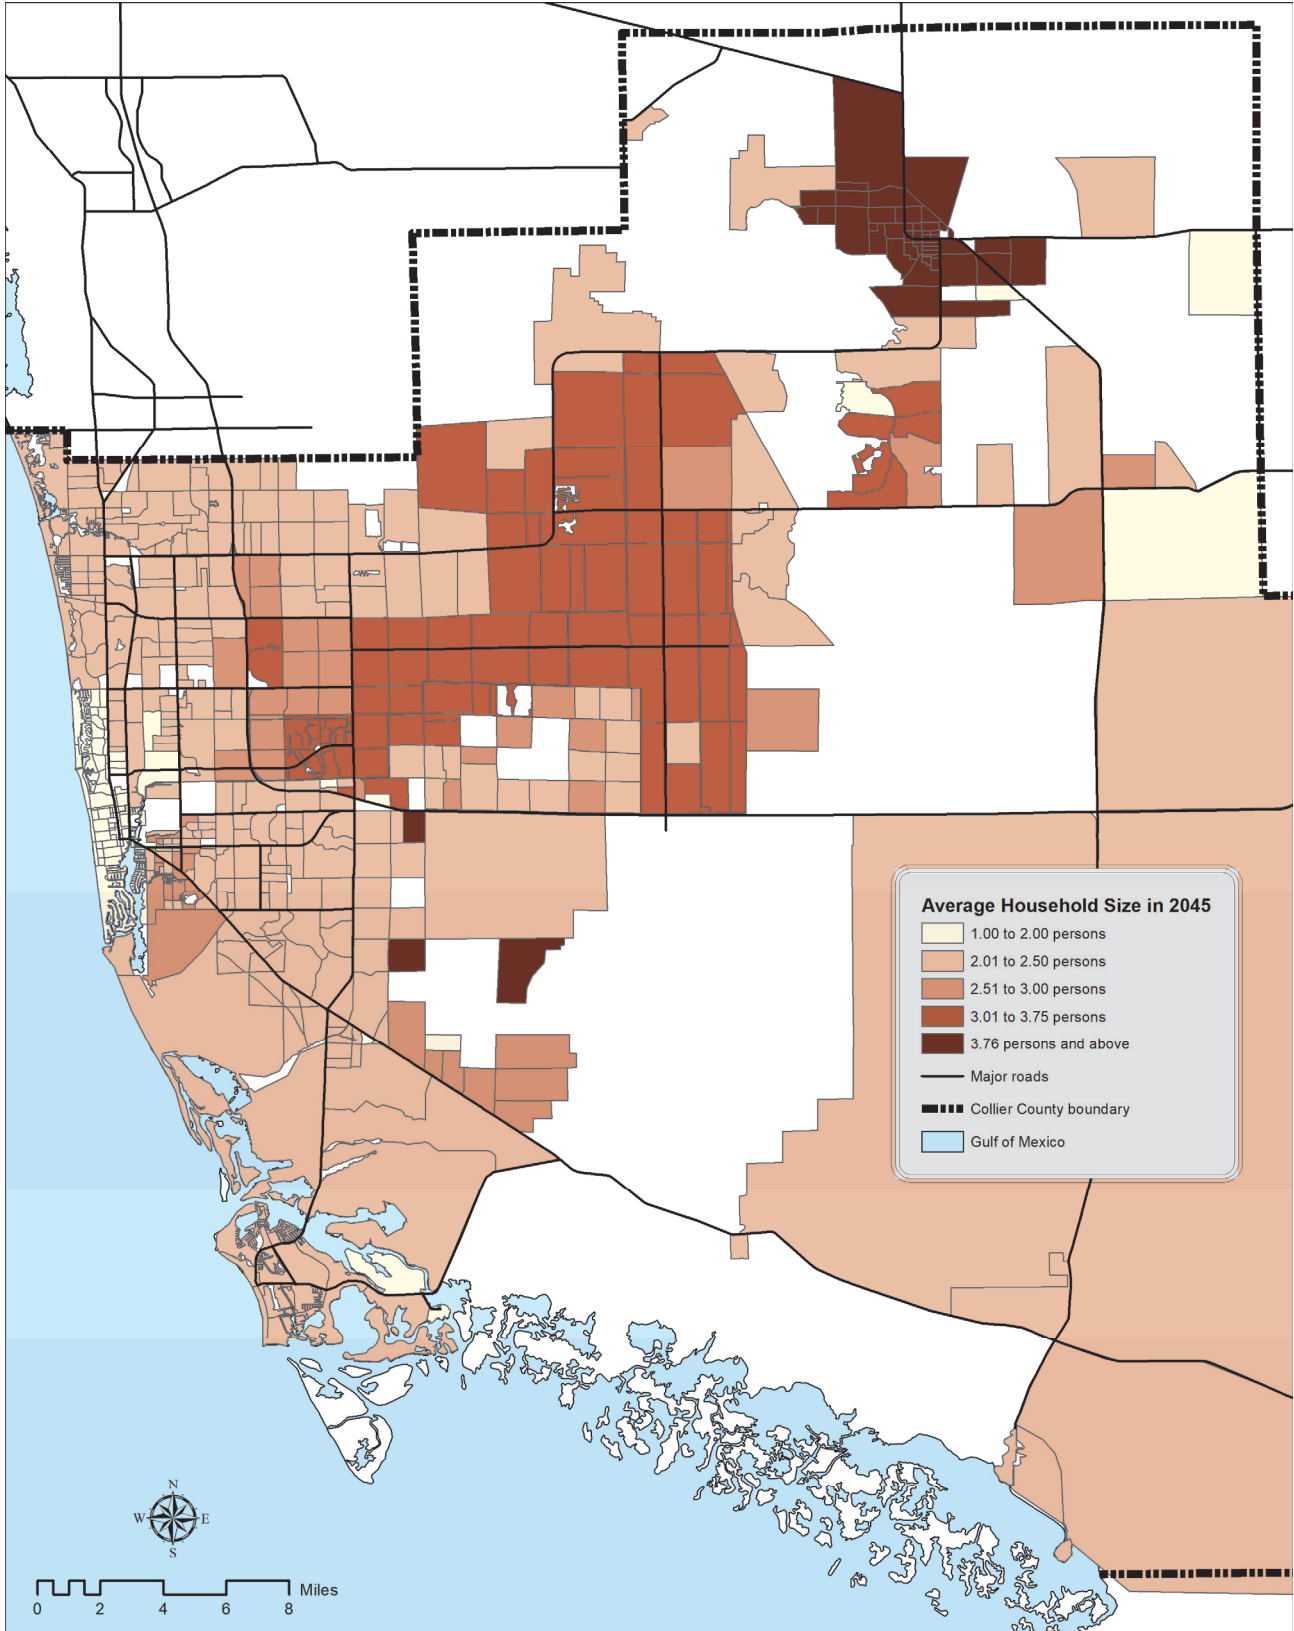 Average Household Size in 2045
1.00 to 2.00 persons
2.01 to 2.50 persons
2.51 to 3.00 persons
3.01 to 3.75 persons
3.76 persons and above
Major roads
Collier County boundary
Gulf of Mexico
N
W E
S
Miles
0 2 4 6 8